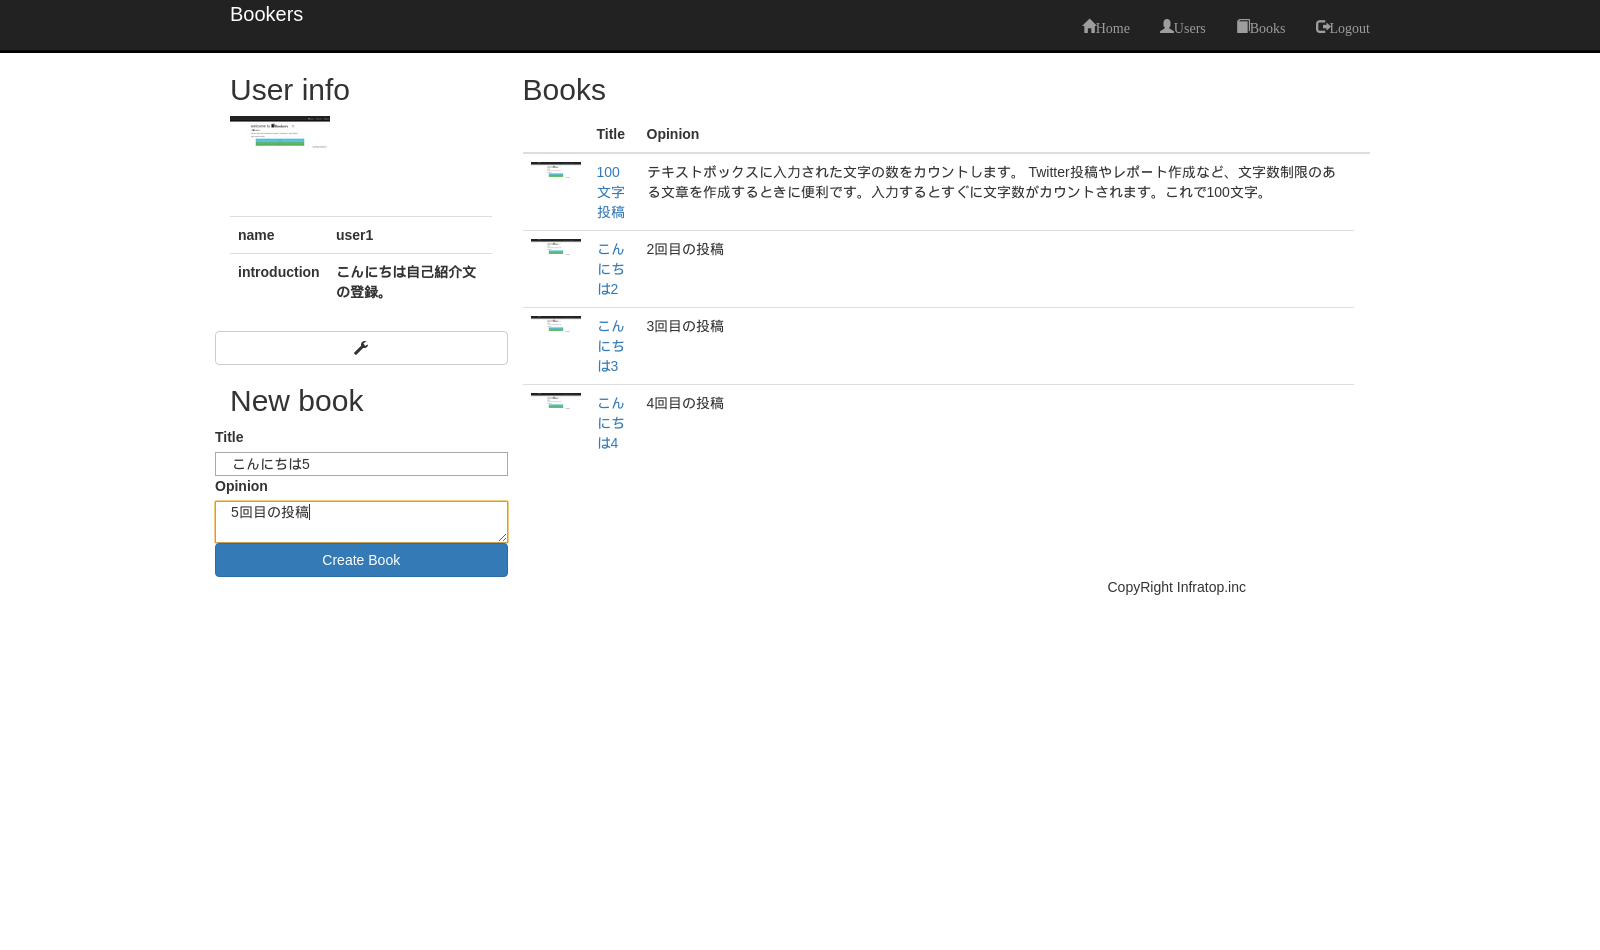 Bookers
Home Users Books Logout
User info
name user1
introduction こんにちは自己紹介文
の登録。
New book
Title
こんにちは5
Opinion
5回目の投稿
Create Book
Books
Title Opinion
100
文字
投稿
テキストボックスに入力された文字の数をカウントします。 Twitter投稿やレポート作成など、文字数制限のあ
る文章を作成するときに便利です。入力するとすぐに文字数がカウントされます。これで100文字。
こん
にち
は2
2回目の投稿
こん
にち
は3
3回目の投稿
こん
にち
は4
4回目の投稿
CopyRight Infratop.inc